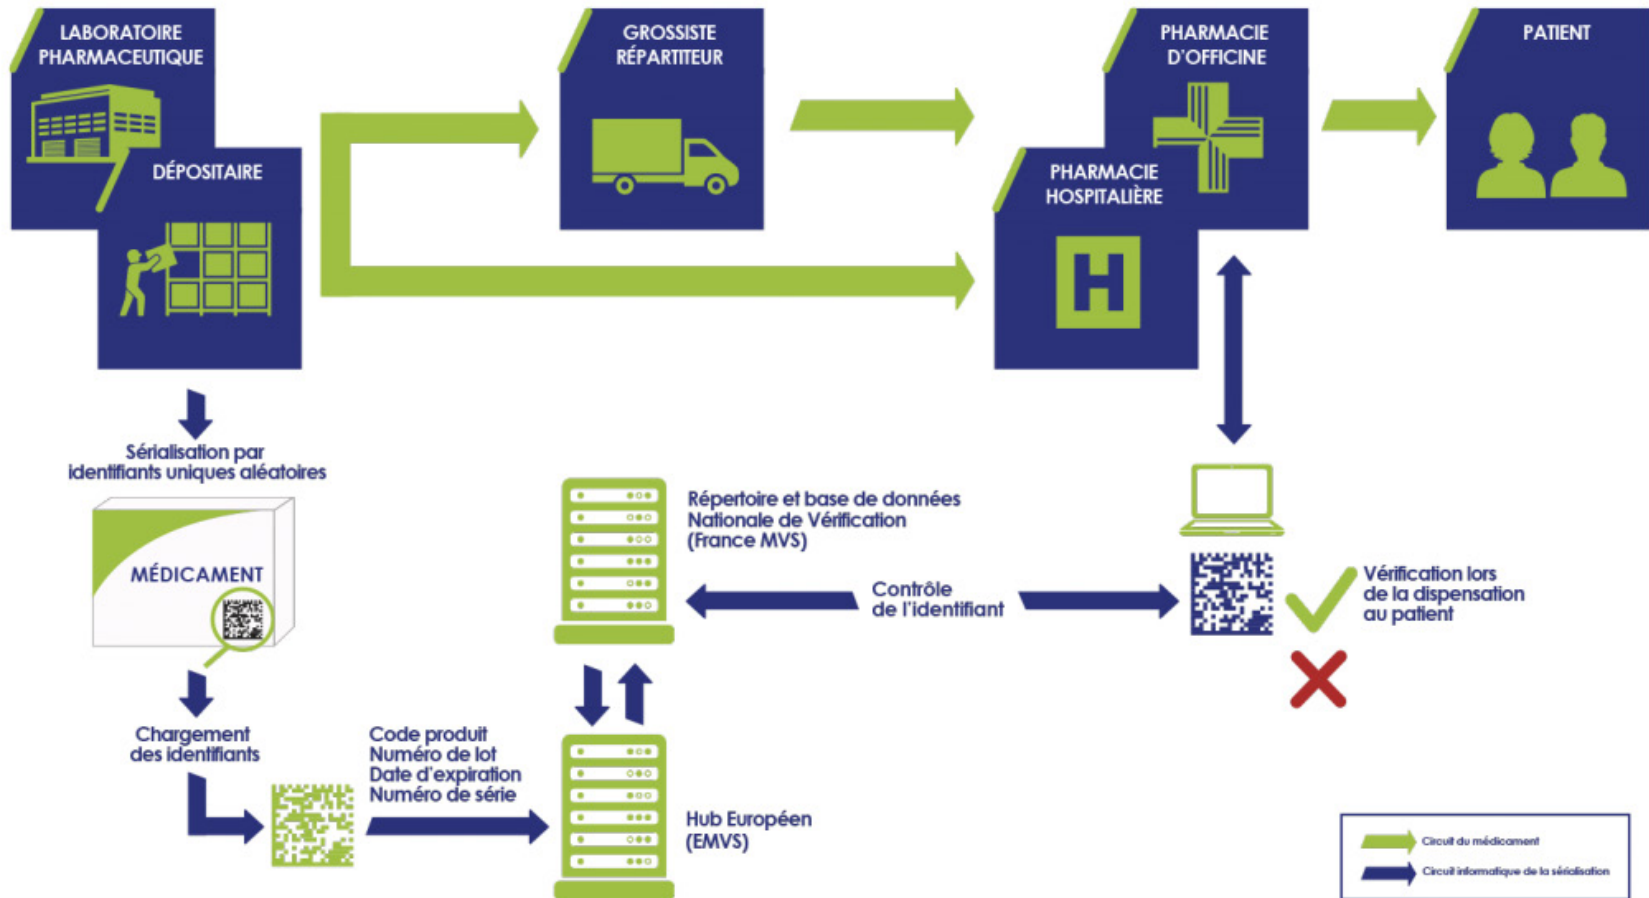 LABORATOIRE
PHARMACEUTIQUE
DÉPOSITAIRE
GROSSISTE
RÉPARTITEUR
PHARMACIE
D'OFFICINE
PHARMACIE
HOSPITALIÈRE
H
PATIENT
Sérialisation par
identifiants uniques aléatoires
MÉDICAMENT
Chargement
des identifiants
Code produit
Numéro de lot
Date d'expiration
Numéro de série
Répertoire et base de données
Nationale de Vérification
(France MVS)
Hub Européen
(EMVS)
Contrôle
de l'identifiant
Vérification lors
de la dispensation
au patient
Circuit du médicament
Circuit informatique de la sérialisation